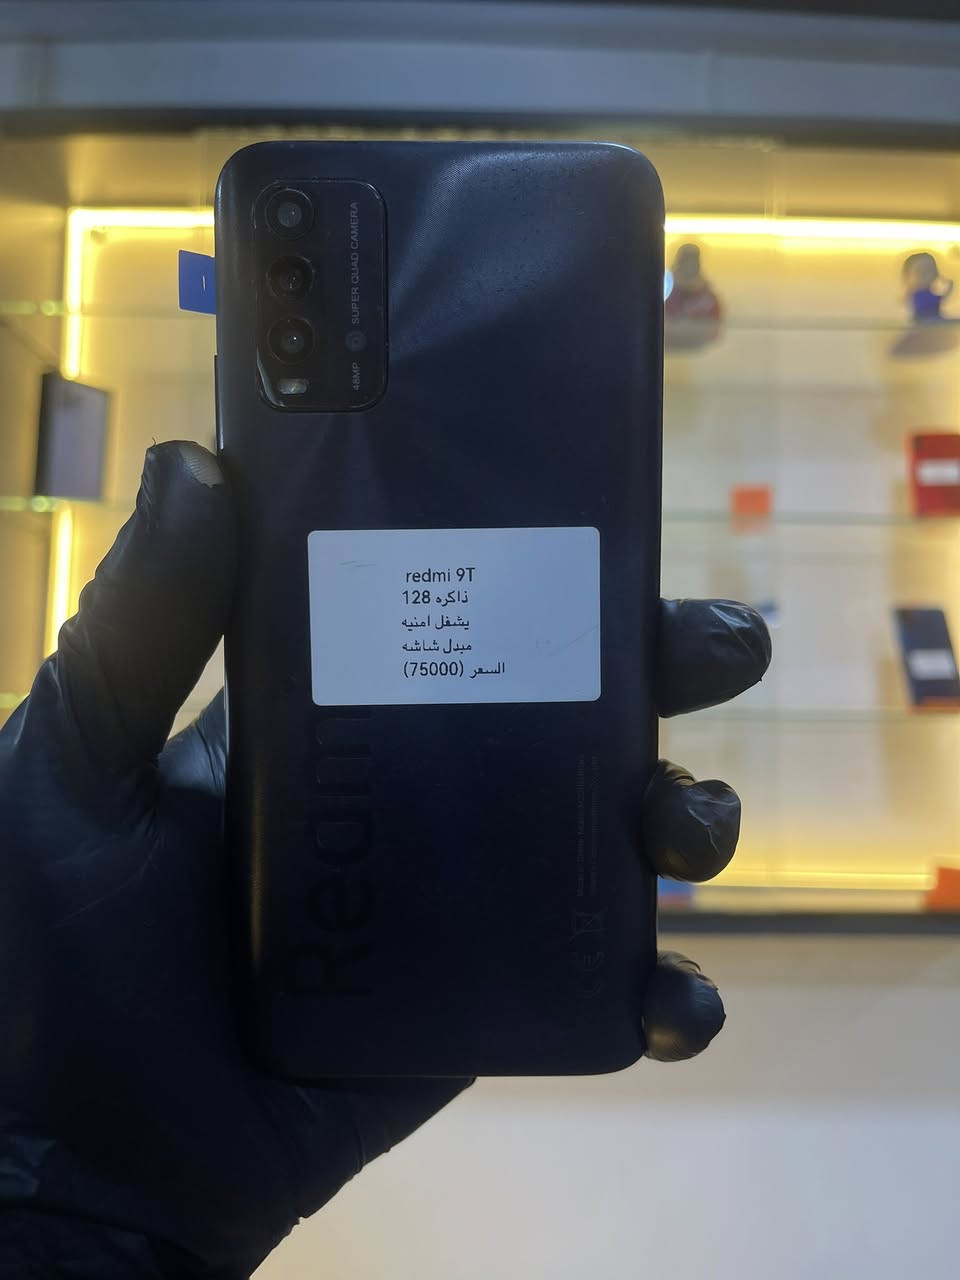 SUPER QUAD CAMERA
48MP
redmi 9T
ذاكره 128
يشغل امنيه
مبدل شاشه
السعر (75000)
Redmi